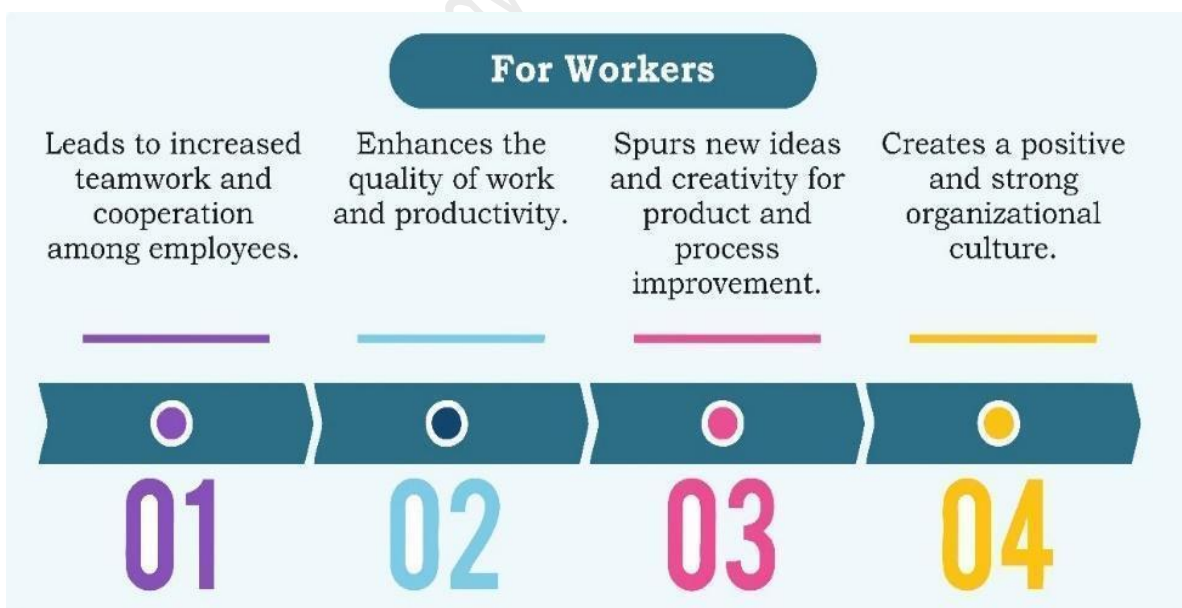 For Workers
Leads to increased
teamwork and
cooperation
among employees.
Enhances the
quality of work
and productivity.
Spurs new ideas
and creativity for
product and
process
improvement.
Creates a positive
and strong
organizational
culture.
01
02
03
04